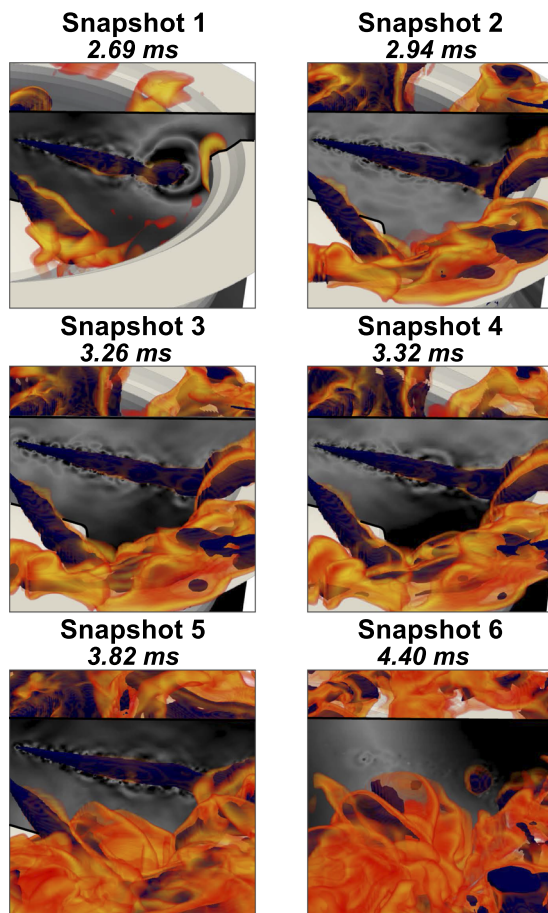 Snapshot 1
2.69 ms
Snapshot 2
2.94 ms
Snapshot 3
3.26 ms
Snapshot 4
3.32 ms
Snapshot 5
3.82 ms
Snapshot 6
4.40 ms